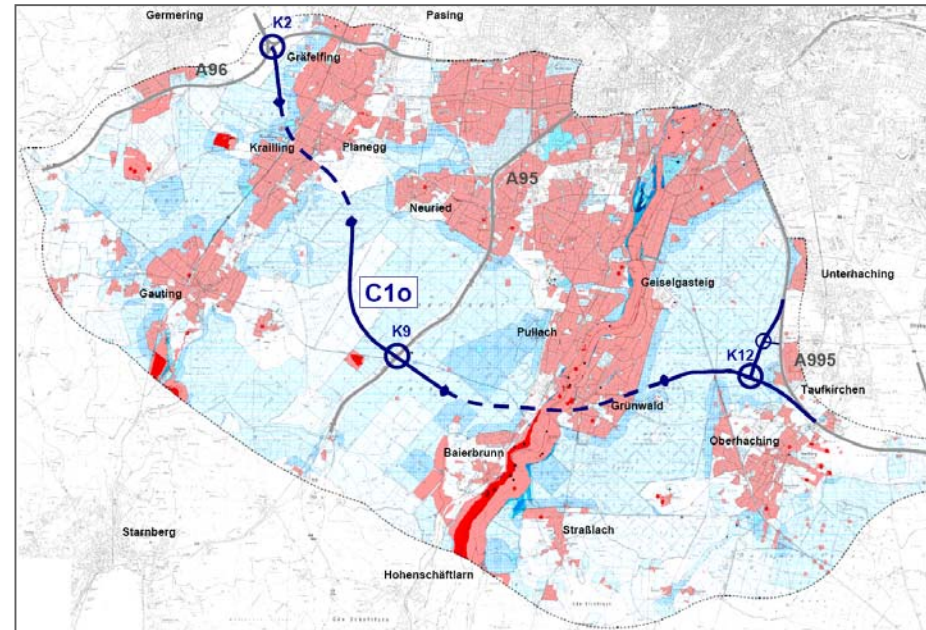 Germering
K2
Pasing
Gräfelfing
A96
Krailling
Planegg
A95
Neuried
Unterhaching
Gauting
C1o
Geiselgasteig
K9
Pullach
K12
A995
Taufkirchen
Grünwald
Oberhaching
Baierbrunn
Starnberg
Straßlach
Hohenschäftlarn